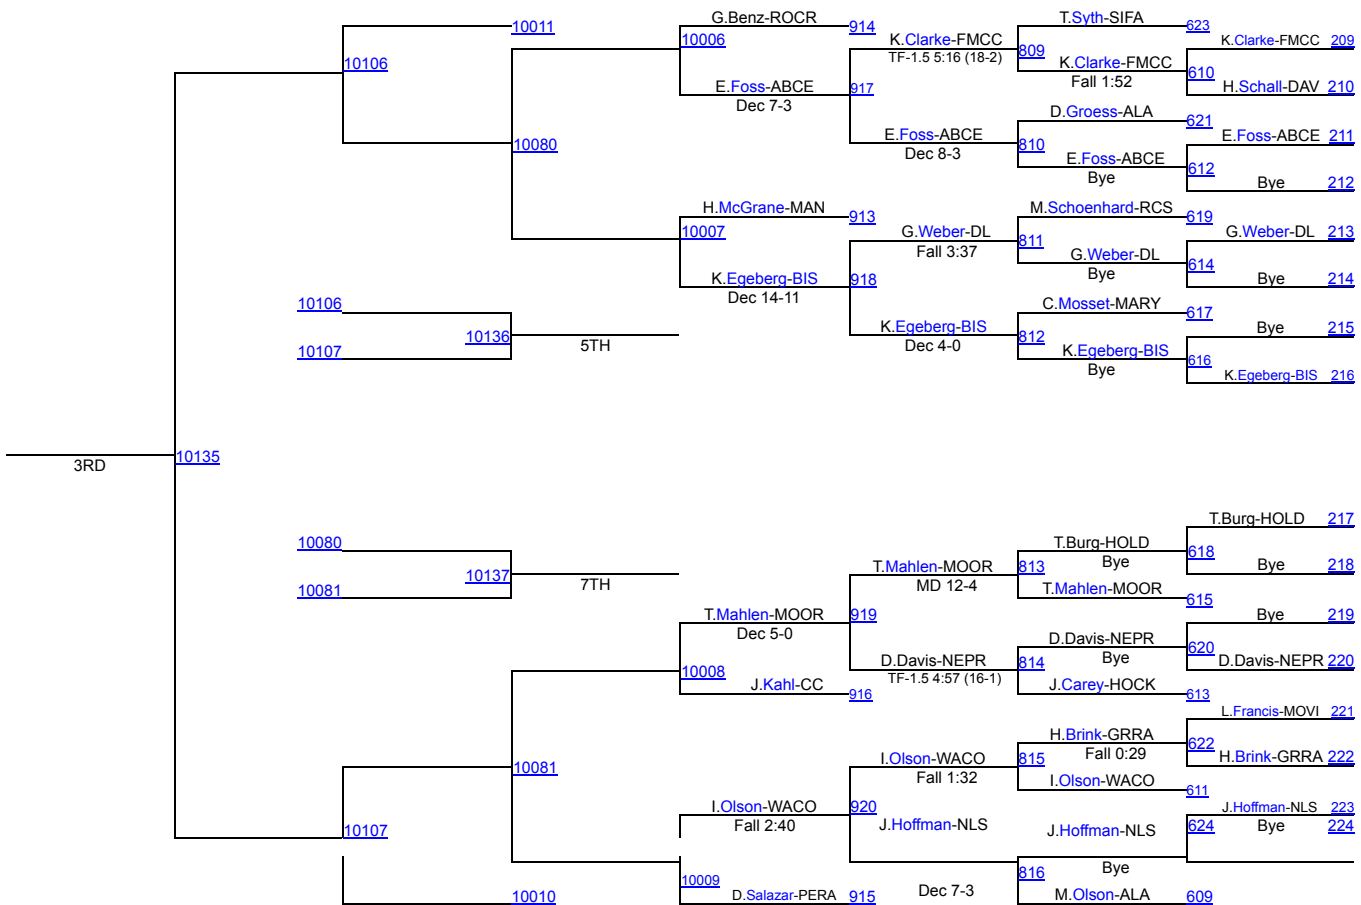 G.Benz-ROCR
T.Syth-SIFA
10011
914
623
10006
K.Clarke-FMCC
K.Clarke-FMCC 209
809
TF-1.5 5:16 (18-2)
10106
K.Clarke-FMCC
610
Fall 1:52
E.Foss-ABCE
917
H.Schall-DAV 210
Dec 7-3
D.Groess-ALA
621
E.Foss-ABCE
E.Foss-ABCE 211
10080
810
Dec 8-3
E.Foss-ABCE
612
Bye
Bye 212
H.McGrane-MAN
M.Schoenhard-RCS
913
619
10007
G.Weber-DL
G.Weber-DL 213
811
Fall 3:37
G.Weber-DL
614
Bye
K.Egeberg-BIS
918
Bye 214
Dec 14-11
10106
C.Mosset-MARY
617
K.Egeberg-BIS
Bye 215
10136
812
5TH
Dec 4-0
10107
K.Egeberg-BIS
616
Bye
K.Egeberg-BIS 216
10135
3RD
T.Burg-HOLD 217
10080
T.Burg-HOLD
618
Bye
T.Mahlen-MOOR
813
Bye 218
10137
7TH
MD 12-4
10081
T.Mahlen-MOOR
615
T.Mahlen-MOOR
919
Bye 219
Dec 5-0
D.Davis-NEPR
620
Bye
D.Davis-NEPR
814
D.Davis-NEPR 220
10008
TF-1.5 4:57 (16-1)
J.Kahl-CC
916
J.Carey-HOCK
613
L.Francis-MOVI 221
H.Brink-GRRA
622
Fall 0:29
I.Olson-WACO
815
H.Brink-GRRA 222
10081
Fall 1:32
I.Olson-WACO
611
I.Olson-WACO
920
J.Hoffman-NLS 223
Fall 2:40
J.Hoffman-NLS
J.Hoffman-NLS
624
Bye 224
10107
Bye
816
10009
D.Salazar-PERA 915
Dec 7-3
M.Olson-ALA
609
10010